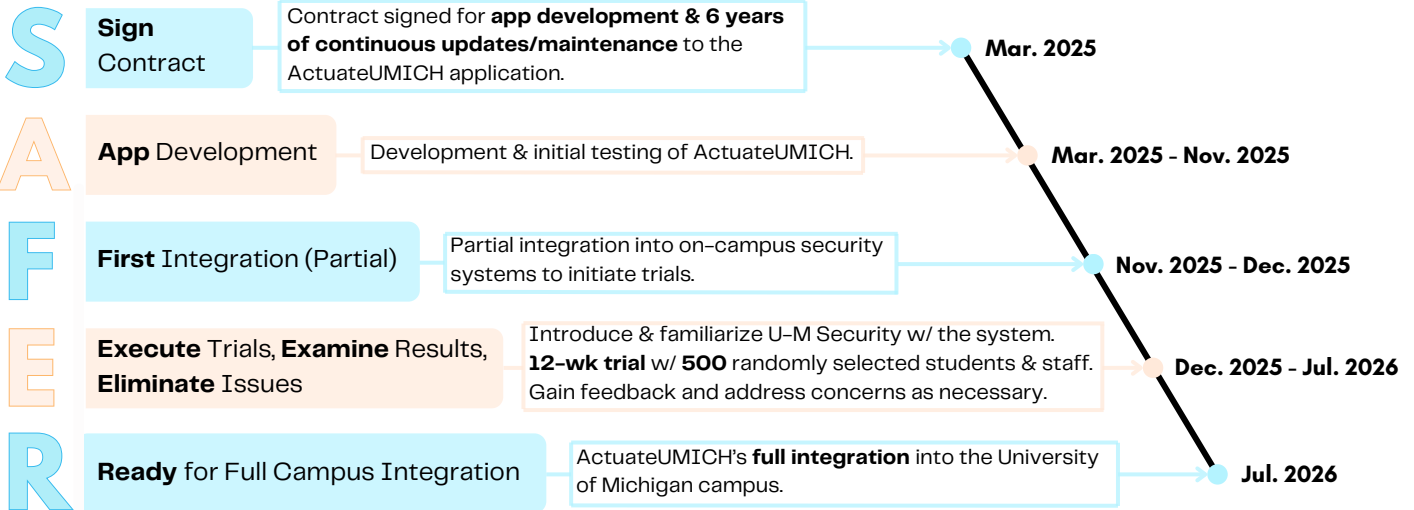 S
Sign
Contract
Contract signed for app development & 6 years
of continuous updates/maintenance to the
ActuateUMICH application.
Mar. 2025
A
App Development
Development & initial testing of ActuateUMICH.
Mar. 2025 - Nov. 2025
F
First Integration (Partial)
Partial integration into on-campus security
systems to initiate trials.
Nov. 2025 - Dec. 2025
E
Execute Trials, Examine Results,
Eliminate Issues
Introduce & familiarize U-M Security w/ the system.
12-wk trial w/ 500 randomly selected students & staff.
Gain feedback and address concerns as necessary.
Dec. 2025 - Jul. 2026
R
Ready for Full Campus Integration
ActuateUMICH's full integration into the University
of Michigan campus.
Jul. 2026